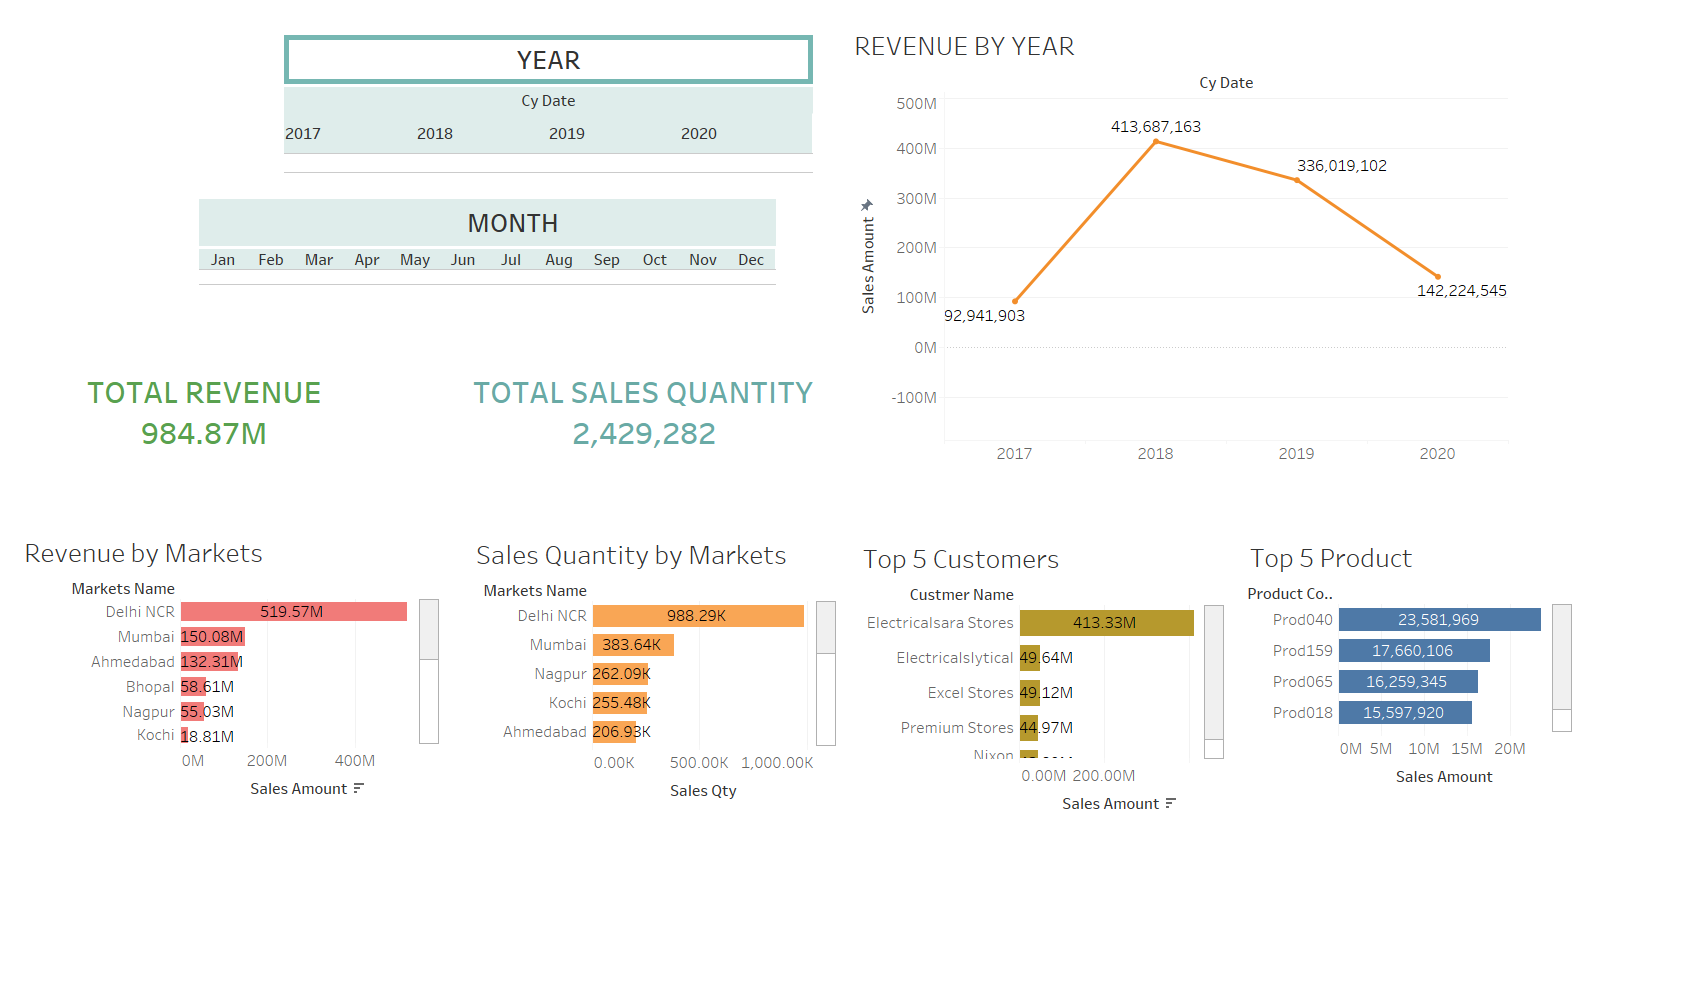 YEAR
Cy Date
2017 2018 2019 2020
MONTH
Jan Feb Mar Apr May Jun Jul Aug Sep Oct Nov Dec
TOTAL REVENUE
984.87M
TOTAL SALES QUANTITY
2,429,282
REVENUE BY YEAR
Cy Date
Sales Amount
500M
400M
300M
200M
100M
0M
-100M
92,941,903
413,687,163
336,019,102
142,224,545
2017 2018 2019 2020
Revenue by Markets
Markets Name
Delhi NCR 519.57M
Mumbai 150.08M
Ahmedabad 132.31M
Bhopal 58.61M
Nagpur 55.03M
Kochi 18.81M
0M 200M 400M
Sales Amount
Sales Quantity by Markets
Markets Name
Delhi NCR 988.29K
Mumbai 383.64K
Nagpur 262.09K
Kochi 255.48K
Ahmedabad 206.93K
0.00K 500.00K 1,000.00K
Sales Qty
Top 5 Customers
Custmer Name
Electricalsara Stores 413.33M
Electricalslytical 49.64M
Excel Stores 49.12M
Premium Stores 44.97M
Nixon
0.00M 200.00M
Sales Amount
Top 5 Product
Product Co..
Prod040 23,581,969
Prod159 17,660,106
Prod065 16,259,345
Prod018 15,597,920
0M 5M 10M 15M 20M
Sales Amount